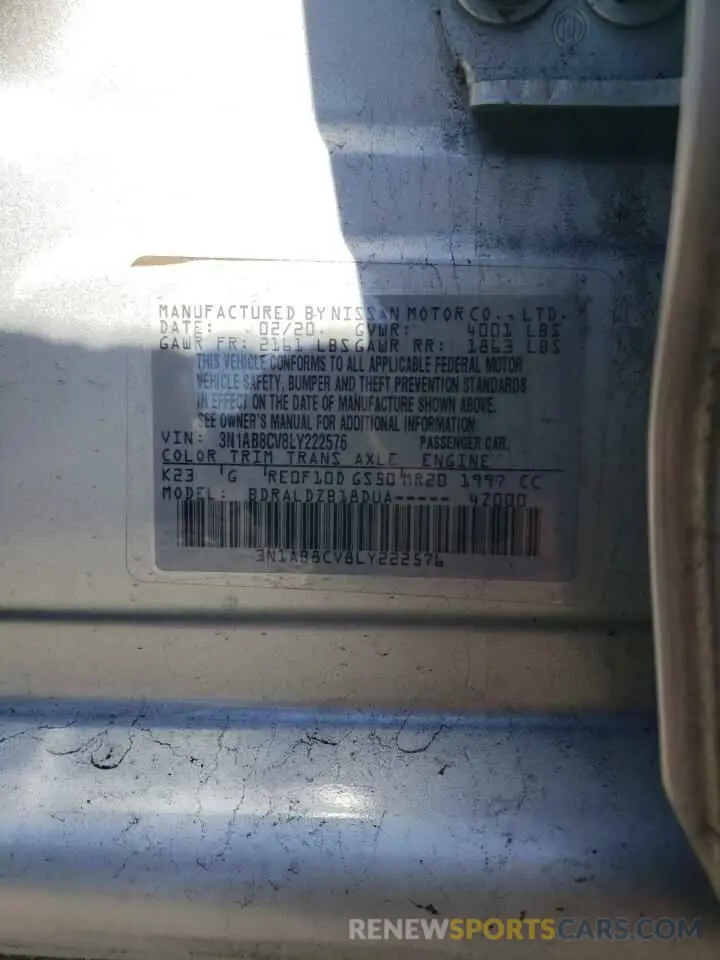 MANUFACTURED BY NISSAN MOTOR CO., LTD.
DATE: 02/20 GVWR: 4001 LBS
GAWR FR: 2161 LBS GAWR RR: 1863 LBS
THIS VEHICLE CONFORMS TO ALL APPLICABLE FEDERAL MOTOR
VEHICLE SAFETY, BUMPER AND THEFT PREVENTION STANDARDS
IN EFFECT ON THE DATE OF MANUFACTURE SHOWN ABOVE.
SEE OWNER'S MANUAL FOR ADDITIONAL INFORMATION
VIN: 3N1AB8CV8LY222576 PASSENGER CAR.
COLOR TRIM TRANS AXLE ENGINE
K23 G RE0F10D GS50 MR20 1997 CC
MODEL: BDRALDZB18DUA----- 42000
3N1AB8CV8LY222576
RENEWSPORTSCARS.COM